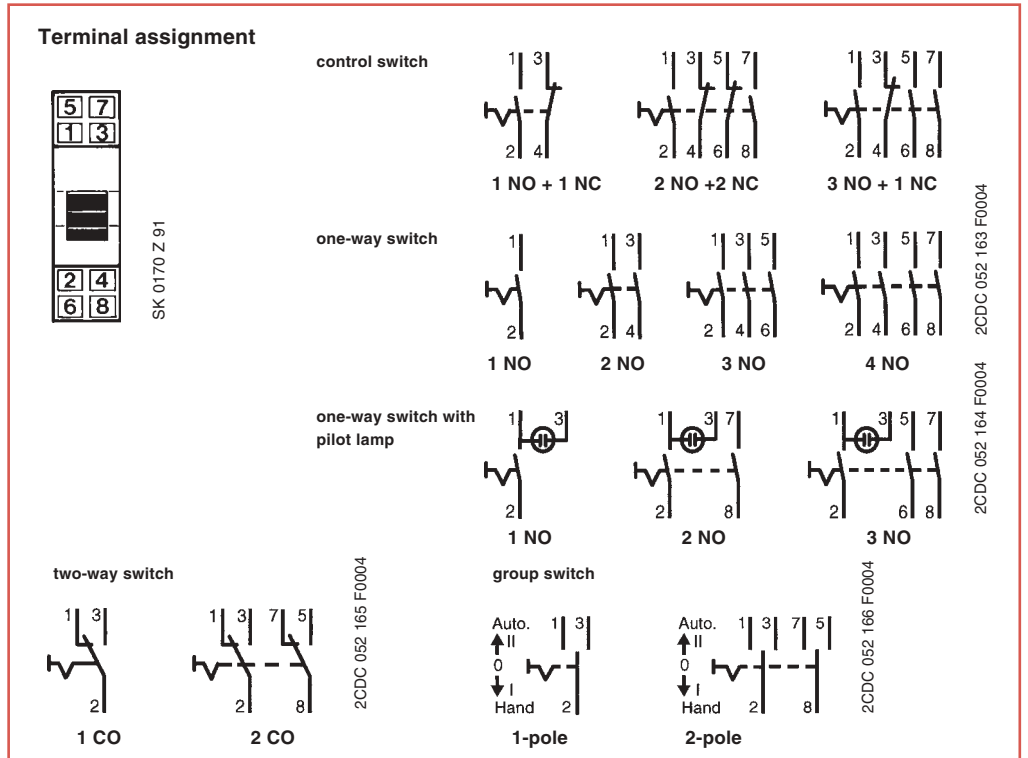 Terminal assignment
control switch
1 3
2 4
1 NO + 1 NC
1 3 5 7
2 4 6 8
2 NO +2 NC
1 3 5 7
2 4 6 8
3 NO + 1 NC
5 7
1 3
2 4
6 8
SK 0170 Z 91
one-way switch
1
2
1 NO
1 3
2 4
2 NO
1 3 5
2 4 6
3 NO
1 3 5 7
2 4 6 8
4 NO
2CDC 052 163 F0004
one-way switch with
pilot lamp
1 3
2
1 NO
1 3 7
2 8
2 NO
1 3 5 7
2 6 8
3 NO
2CDC 052 164 F0004
two-way switch
1 3
2
1 CO
1 3 7 5
2 8
2 CO
2CDC 052 165 F0004
group switch
Auto.
II
0
I
Hand
1 3
2
1-pole
Auto.
II
0
I
Hand
1 3 7 5
2 8
2-pole
2CDC 052 166 F0004